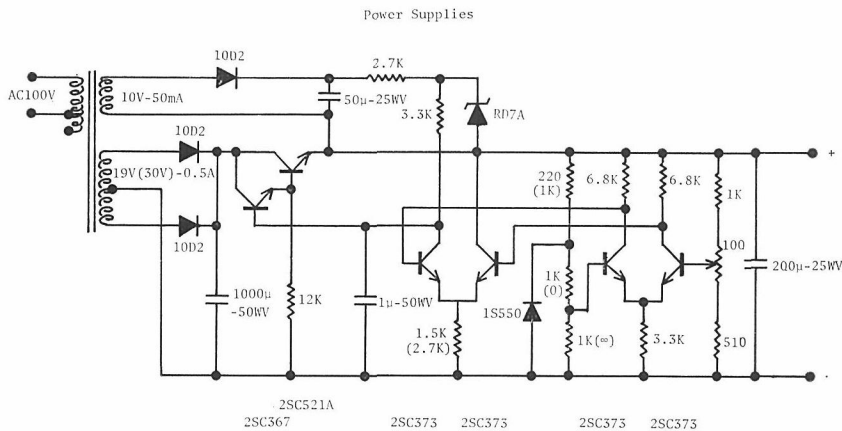 Power Supplies
10D2
2.7K
AC100V
10V-50mA
50μ-25WV
3.3K
RD7A
10D2
19V(30V)-0.5A
220
(1K)
6.8K
6.8K
1K
10D2
100
1K
(0)
200μ-25WV
1000μ
-50WV
12K
1μ-50WV
1S550
1.5K
(2.7K)
1K(∞)
3.3K
510
+
-
2SC521A
2SC367
2SC373
2SC373
2SC373
2SC373